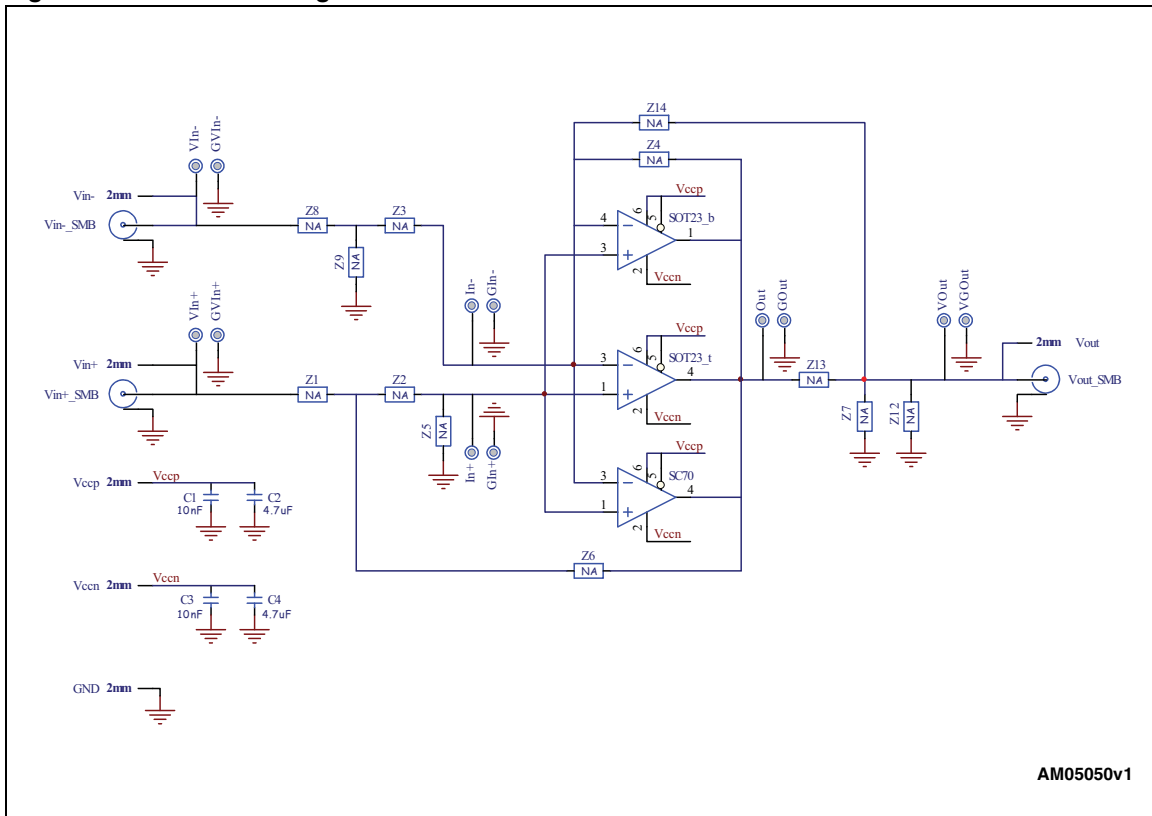 Z14
NA
Z4
NA
VIn-
GVIn-
Vin- 2mm
Vin-_SMB
Z8
NA
Z3
NA
Z9
NA
Vccp
6
5
SOT23_b
4
3
1
2
Vccn
VIn+
GVIn+
In-
GIn-
Vin+ 2mm
Vin+_SMB
Z1
NA
Z2
NA
Z5
NA
In+
GIn+
Vccp
6
5
SOT23_t
3
1
4
2
Vccn
Out
GOut
Z13
NA
VOut
VGOut
2mm Vout
Vout_SMB
Z7
NA
Z12
NA
Vccp
6
5
SC70
3
1
4
2
Vccn
Z6
NA
Vccp 2mm
Vccp
C1
10nF
C2
4.7uF
Vccn 2mm
Vccn
C3
10nF
C4
4.7uF
GND 2mm
AM05050v1